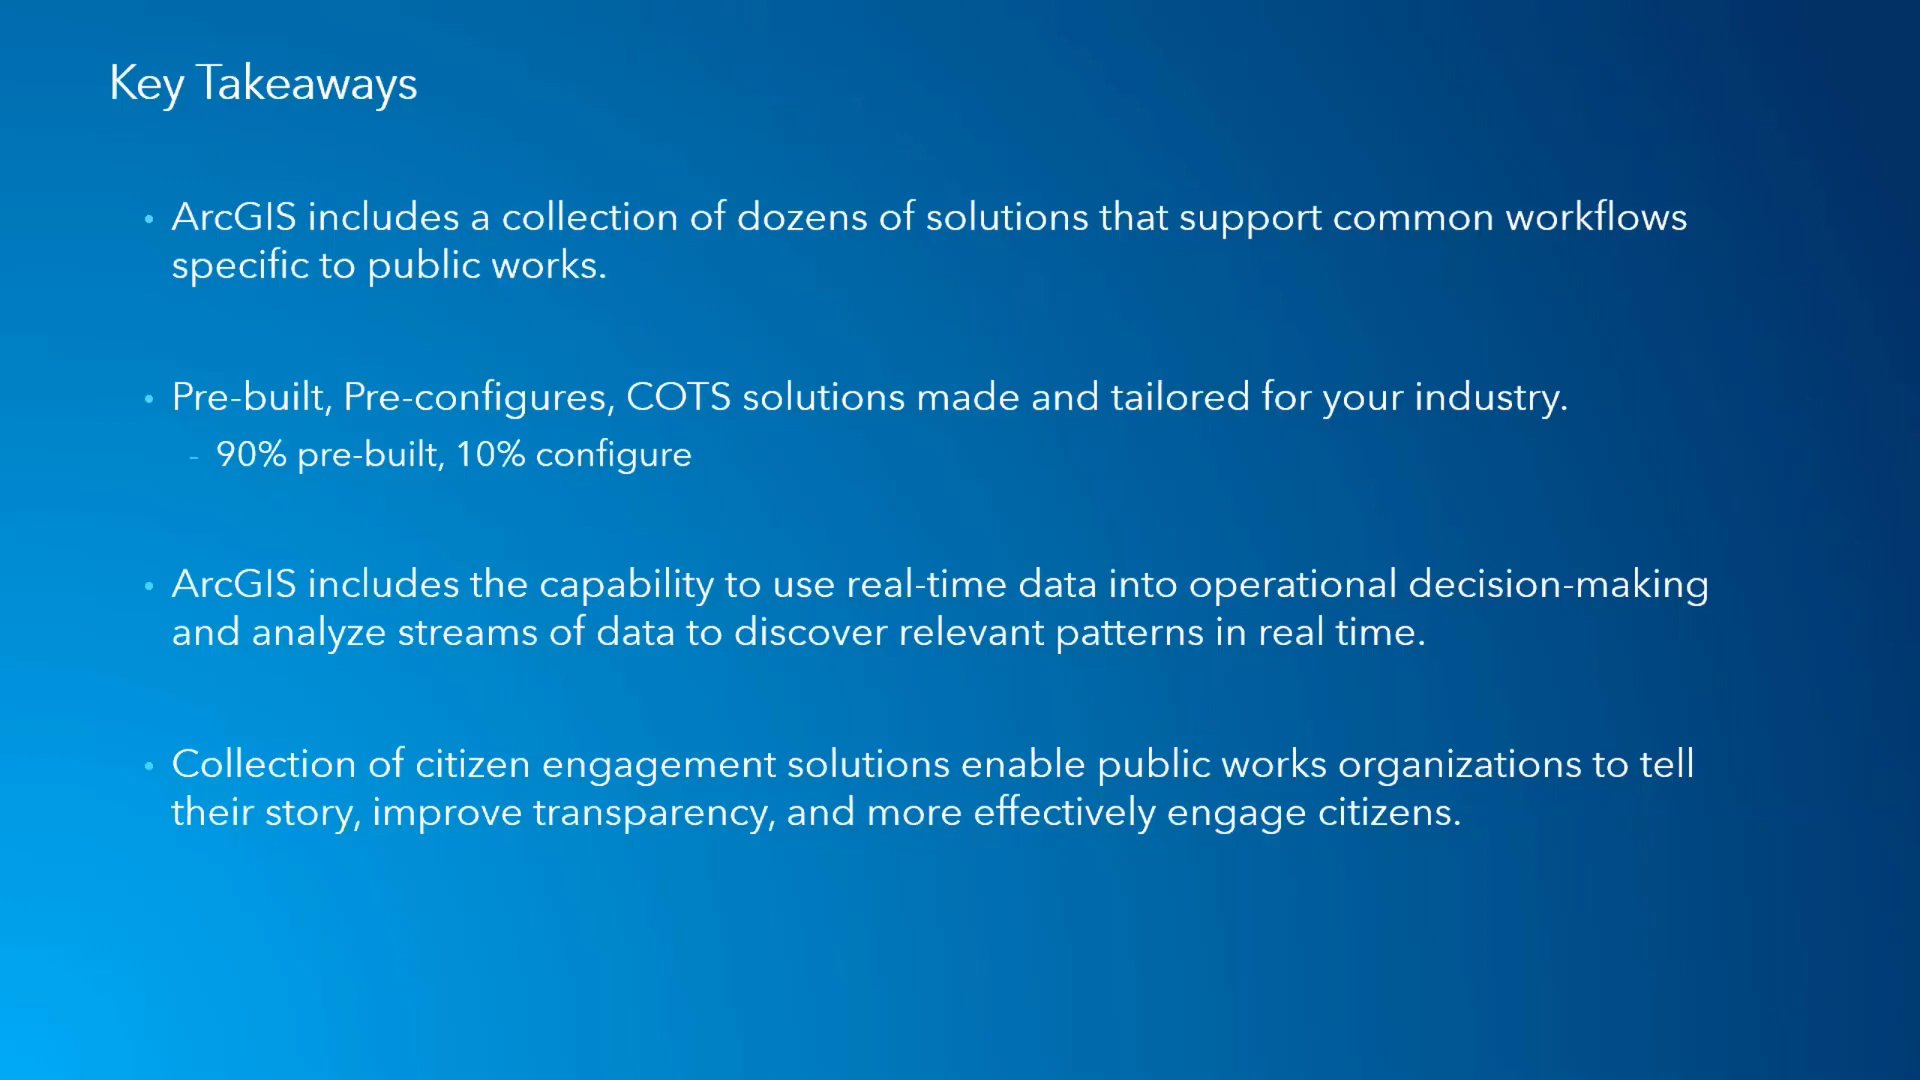 Key Takeaways
• ArcGIS includes a collection of dozens of solutions that support common workflows
specific to public works.
• Pre-built, Pre-configures, COTS solutions made and tailored for your industry.
- 90% pre-built, 10% configure
• ArcGIS includes the capability to use real-time data into operational decision-making
and analyze streams of data to discover relevant patterns in real time.
• Collection of citizen engagement solutions enable public works organizations to tell
their story, improve transparency, and more effectively engage citizens.